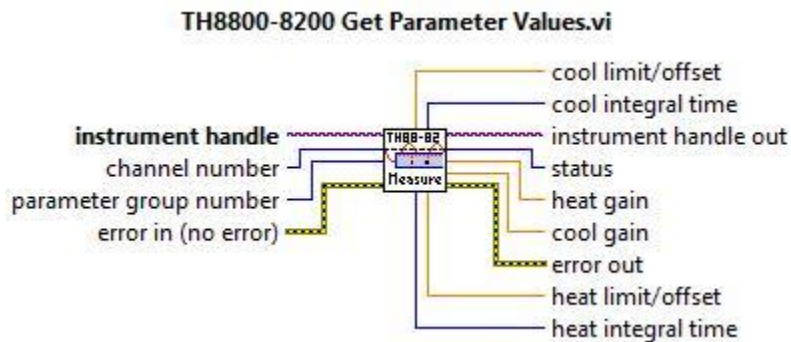 TH8800-8200 Get Parameter Values.vi
cool limit/offset
cool integral time
instrument handle
instrument handle out
channel number
status
parameter group number
heat gain
error in (no error)
cool gain
error out
heat limit/offset
heat integral time
TH88-82
Measure